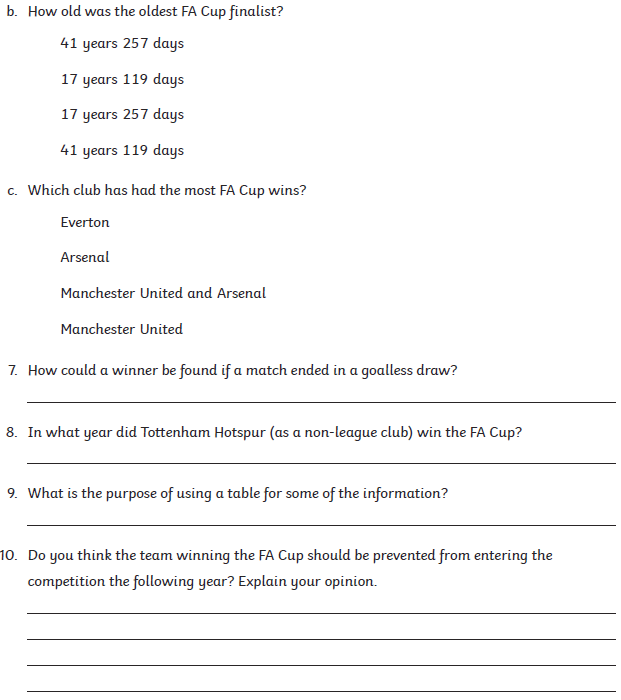 b. How old was the oldest FA Cup finalist?
41 years 257 days
17 years 119 days
17 years 257 days
41 years 119 days
c. Which club has had the most FA Cup wins?
Everton
Arsenal
Manchester United and Arsenal
Manchester United
7. How could a winner be found if a match ended in a goalless draw?
8. In what year did Tottenham Hotspur (as a non-league club) win the FA Cup?
9. What is the purpose of using a table for some of the information?
10. Do you think the team winning the FA Cup should be prevented from entering the
competition the following year? Explain your opinion.